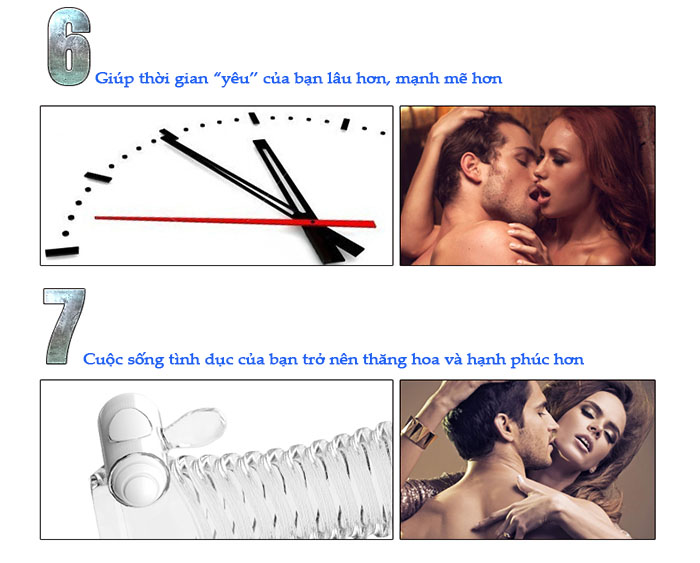 6
Giúp thời gian “yêu” của bạn lâu hơn, mạnh mẽ hơn
7
Cuộc sống tình dục của bạn trở nên thăng hoa và hạnh phúc hơn